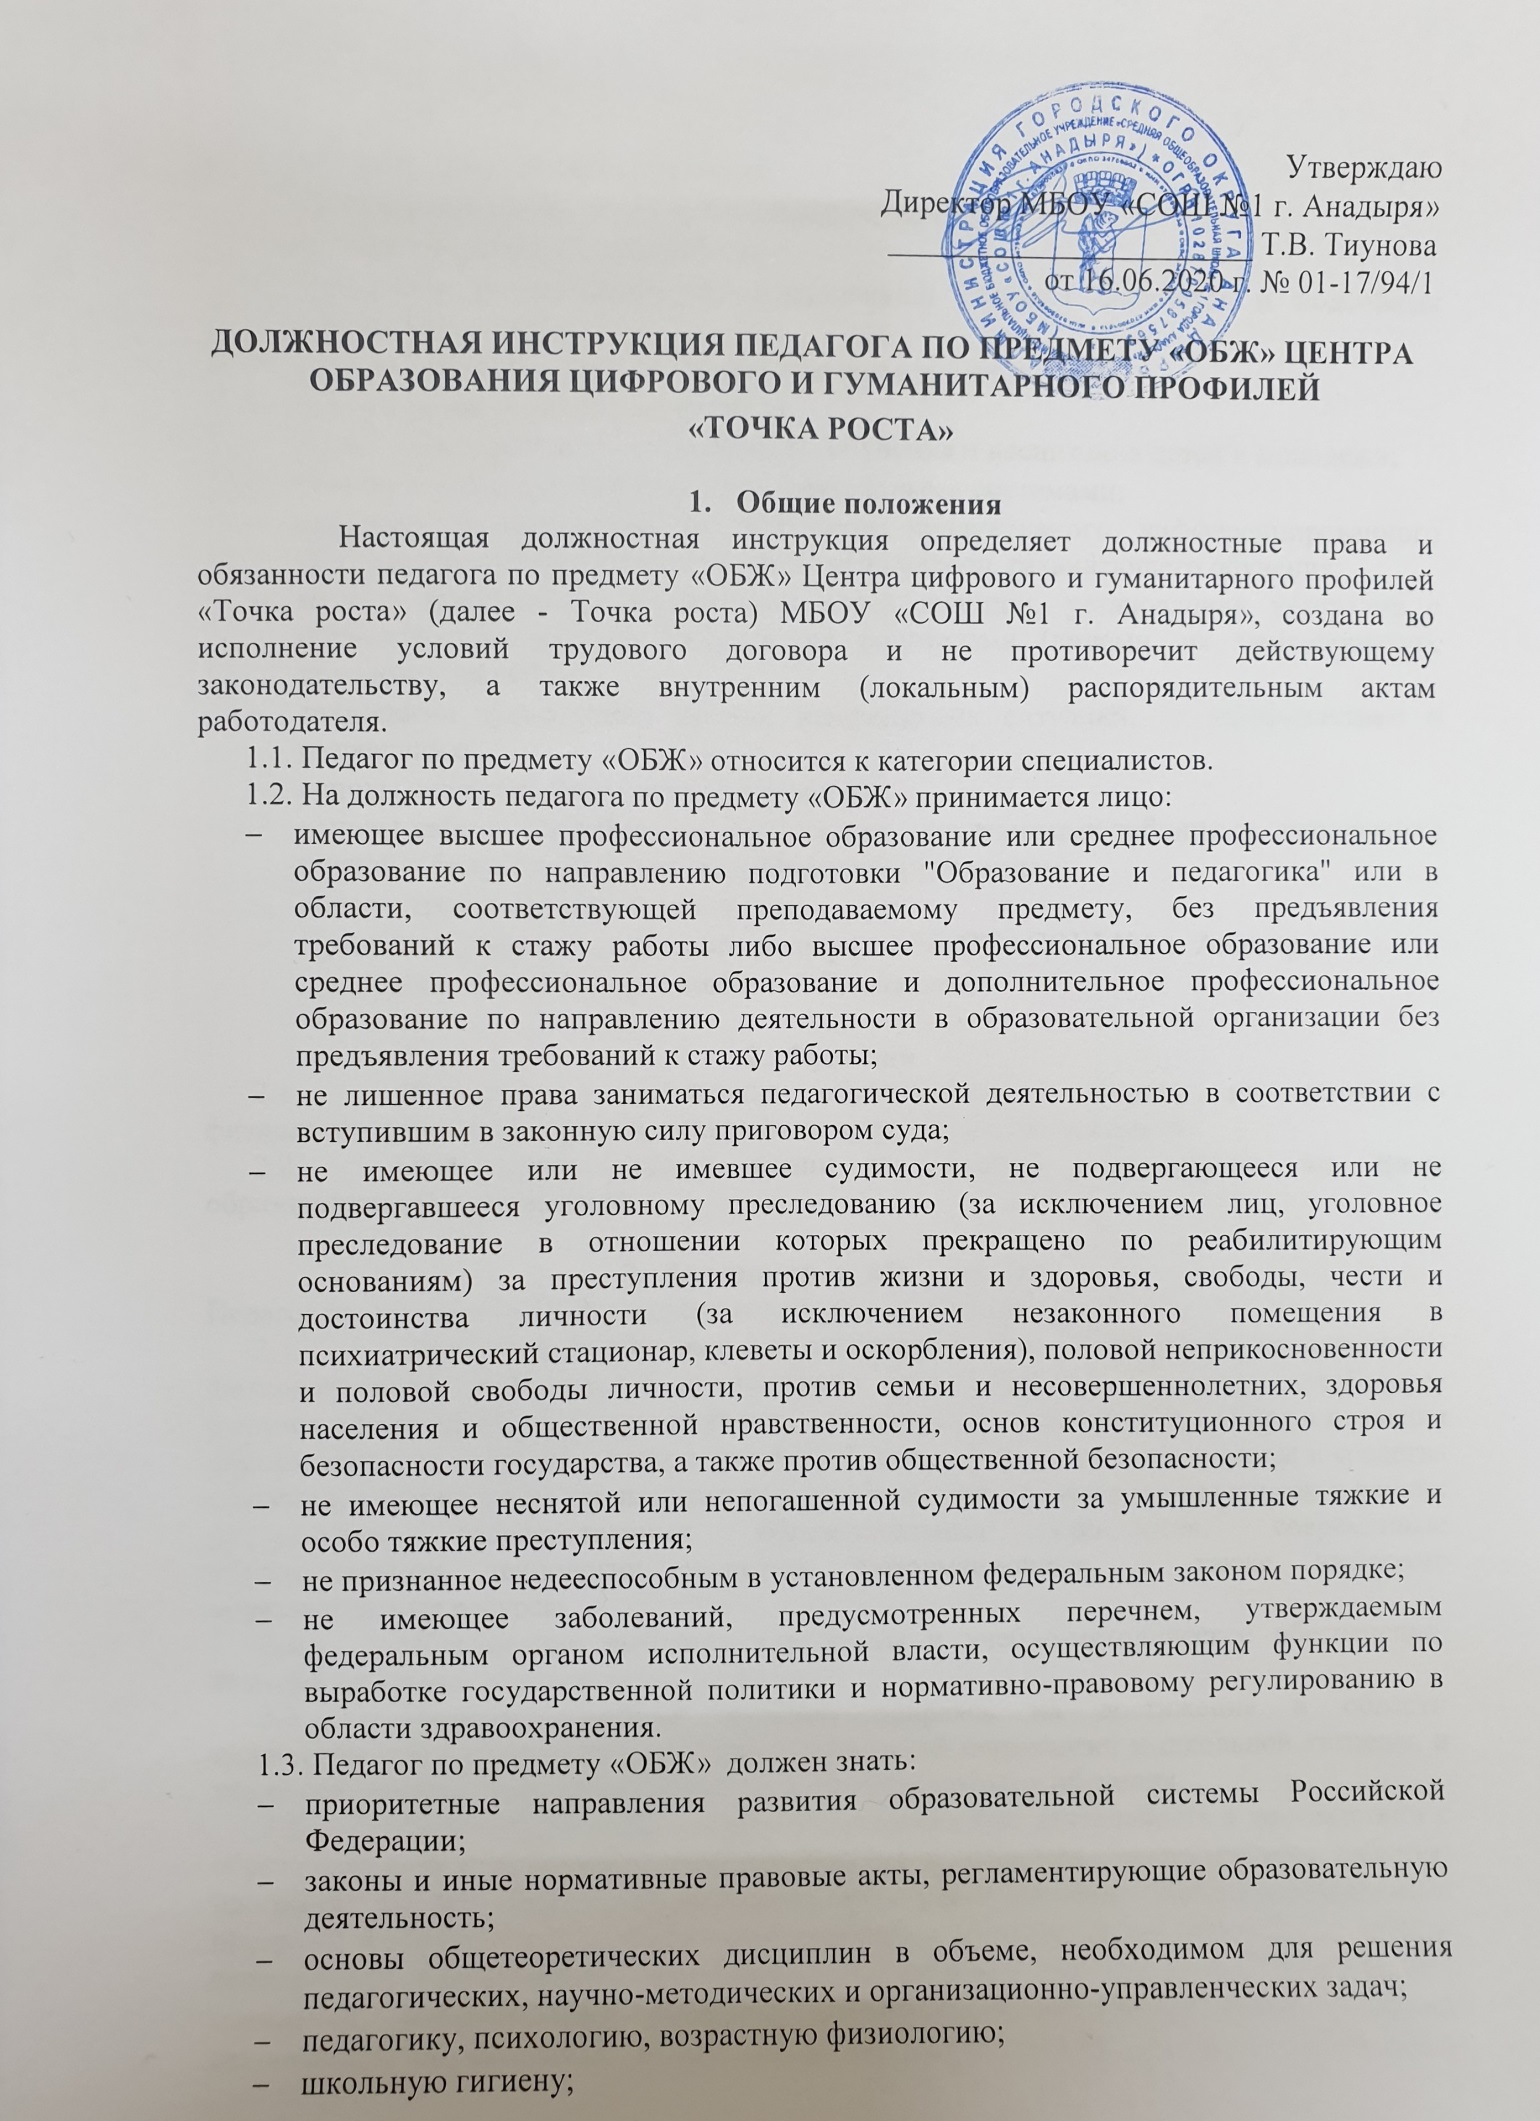 Утверждаю
Директор МБОУ «СОШ №1 г. Анадыря»
Т.В. Тиунова
от 16.06.2020 г. № 01-17/94/1
ДОЛЖНОСТНАЯ ИНСТРУКЦИЯ ПЕДАГОГА ПО ПРЕДМЕТУ «ОБЖ» ЦЕНТРА
ОБРАЗОВАНИЯ ЦИФРОВОГО И ГУМАНИТАРНОГО ПРОФИЛЕЙ
«ТОЧКА РОСТА»
1. Общие положения
Настоящая должностная инструкция определяет должностные права и
обязанности педагога по предмету «ОБЖ» Центра цифрового и гуманитарного профилей
«Точка роста» (далее - Точка роста) МБОУ «СОШ №1 г. Анадыря», создана во
исполнение условий трудового договора и не противоречит действующему
законодательству, а также внутренним (локальным) распорядительным актам
работодателя.
1.1. Педагог по предмету «ОБЖ» относится к категории специалистов.
1.2. На должность педагога по предмету «ОБЖ» принимается лицо:
– имеющее высшее профессиональное образование или среднее профессиональное
образование по направлению подготовки "Образование и педагогика" или в
области, соответствующей преподаваемому предмету, без предъявления
требований к стажу работы либо высшее профессиональное образование или
среднее профессиональное образование и дополнительное профессиональное
образование по направлению деятельности в образовательной организации без
предъявления требований к стажу работы;
– не лишенное права заниматься педагогической деятельностью в соответствии с
вступившим в законную силу приговором суда;
– не имеющее или не имевшее судимости, не подвергающееся или не
подвергавшееся уголовному преследованию (за исключением лиц, уголовное
преследование в отношении которых прекращено по реабилитирующим
основаниям) за преступления против жизни и здоровья, свободы, чести и
достоинства личности (за исключением незаконного помещения в
психиатрический стационар, клеветы и оскорбления), половой неприкосновенности
и половой свободы личности, против семьи и несовершеннолетних, здоровья
населения и общественной нравственности, основ конституционного строя и
безопасности государства, а также против общественной безопасности;
– не имеющее неснятой или непогашенной судимости за умышленные тяжкие и
особо тяжкие преступления;
– не признанное недееспособным в установленном федеральным законом порядке;
– не имеющее заболеваний, предусмотренных перечнем, утверждаемым
федеральным органом исполнительной власти, осуществляющим функции по
выработке государственной политики и нормативно-правовому регулированию в
области здравоохранения.
1.3. Педагог по предмету «ОБЖ» должен знать:
– приоритетные направления развития образовательной системы Российской
Федерации;
– законы и иные нормативные правовые акты, регламентирующие образовательную
деятельность;
– основы общетеоретических дисциплин в объеме, необходимом для решения
педагогических, научно-методических и организационно-управленческих задач;
– педагогику, психологию, возрастную физиологию;
– школьную гигиену;